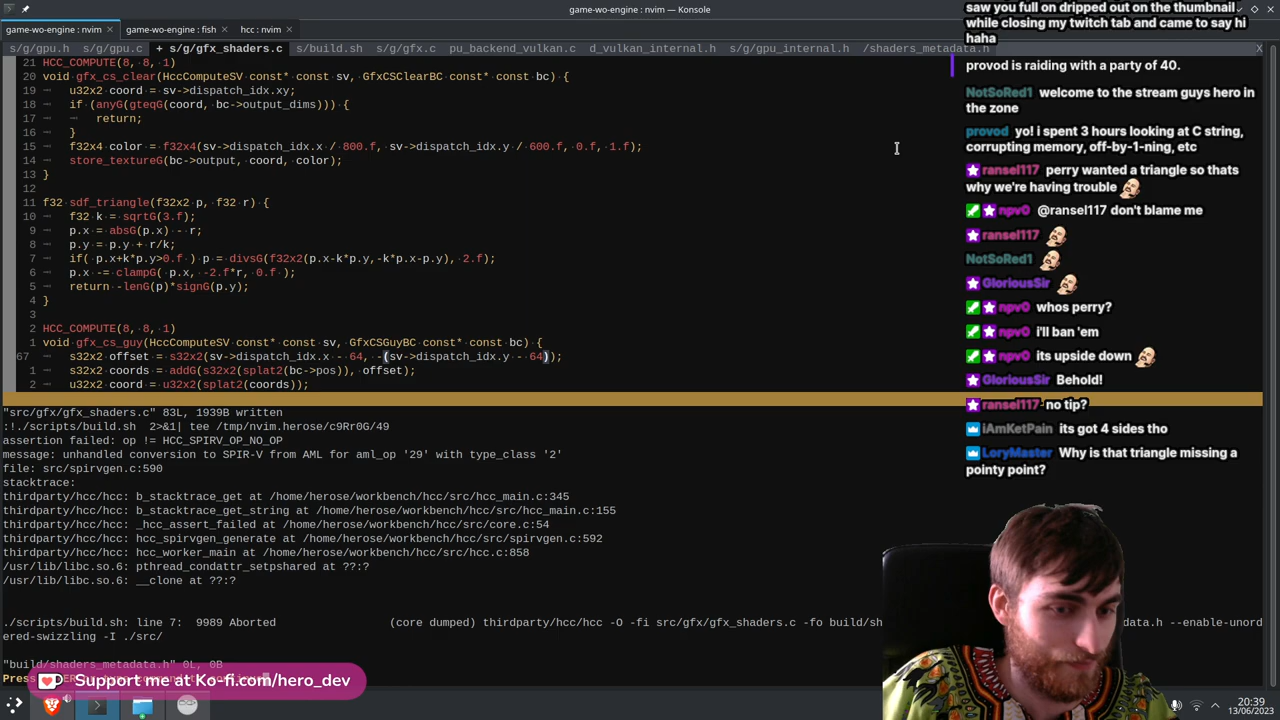 game-wo-engine : nvim — Konsole
game-wo-engine : nvim
game-wo-engine : fish
hcc : nvim
s/g/gpu.h s/g/gpu.c + s/g/gfx_shaders.c s/build.sh s/g/gfx.c pu_backend_vulkan.c d_vulkan_internal.h s/g/gpu_internal.h /shaders_metadata.h X
21 HCC_COMPUTE(8, 8, 1)
20 void gfx_cs_clear(HccComputeSV const* const sv, GfxCSClearBC const* const bc) {
19 u32x2 coord = sv->dispatch_idx.xy;
18 if (anyG(gteqG(coord, bc->output_dims))) {
17 return;
16 }
15 f32x4 color = f32x4(sv->dispatch_idx.x / 800.f, sv->dispatch_idx.y / 600.f, 0.f, 1.f);
14 store_textureG(bc->output, coord, color);
13 }
12
11 f32 sdf_triangle(f32x2 p, f32 r) {
10 f32 k = sqrtG(3.f);
9 p.x = absG(p.x) - r;
8 p.y = p.y + r/k;
7 if( p.x+k*p.y>0.f ) p = divsG(f32x2(p.x-k*p.y,-k*p.x-p.y), 2.f);
6 p.x -= clampG( p.x, -2.f*r, 0.f );
5 return -lenG(p)*signG(p.y);
4 }
3
2 HCC_COMPUTE(8, 8, 1)
1 void gfx_cs_guy(HccComputeSV const* const sv, GfxCSGuyBC const* const bc) {
67 s32x2 offset = s32x2(sv->dispatch_idx.x - 64, -(sv->dispatch_idx.y - 64));
1 s32x2 coords = addG(s32x2(splat2(bc->pos)), offset);
2 u32x2 coord = u32x2(splat2(coords));
"src/gfx/gfx_shaders.c" 83L, 1939B written
:!./scripts/build.sh 2>&1| tee /tmp/nvim.herose/c9Rr0G/49
assertion failed: op != HCC_SPIRV_OP_NO_OP
message: unhandled conversion to SPIR-V from AML for aml_op '29' with type_class '2'
file: src/spirvgen.c:590
stacktrace:
thirdparty/hcc/hcc: b_stacktrace_get at /home/herose/workbench/hcc/src/hcc_main.c:345
thirdparty/hcc/hcc: b_stacktrace_get_string at /home/herose/workbench/hcc/src/hcc_main.c:155
thirdparty/hcc/hcc: _hcc_assert_failed at /home/herose/workbench/hcc/src/core.c:54
thirdparty/hcc/hcc: hcc_spirvgen_generate at /home/herose/workbench/hcc/src/spirvgen.c:592
thirdparty/hcc/hcc: hcc_worker_main at /home/herose/workbench/hcc/src/hcc.c:858
/usr/lib/libc.so.6: pthread_condattr_setpshared at ??:?
/usr/lib/libc.so.6: __clone at ??:?
./scripts/build.sh: line 7: 9989 Aborted (core dumped) thirdparty/hcc/hcc -O -fi src/gfx/gfx_shaders.c -fo build/sh data.h --enable-unord
ered-swizzling -I ./src/
"build/shaders_metadata.h" 0L, 0B
Support me at Ko-fi.com/hero_dev
saw you full on dripped out on the thumbnail
while closing my twitch tab and came to say hi
haha
provod is raiding with a party of 40.
NotSoRed1 welcome to the stream guys hero in
the zone
provod yo! i spent 3 hours looking at C string,
corrupting memory, off-by-1-ning, etc
ransel117 perry wanted a triangle so thats
why we're having trouble
npv0 @ransel117 don't blame me
ransel117
NotSoRed1
GloriousSir
npv0 whos perry?
npv0 i'll ban 'em
npv0 its upside down
GloriousSir Behold!
ransel117 no tip?
iAmKetPain its got 4 sides tho
LoryMaster Why is that triangle missing a
pointy point?
20:39
13/06/2023